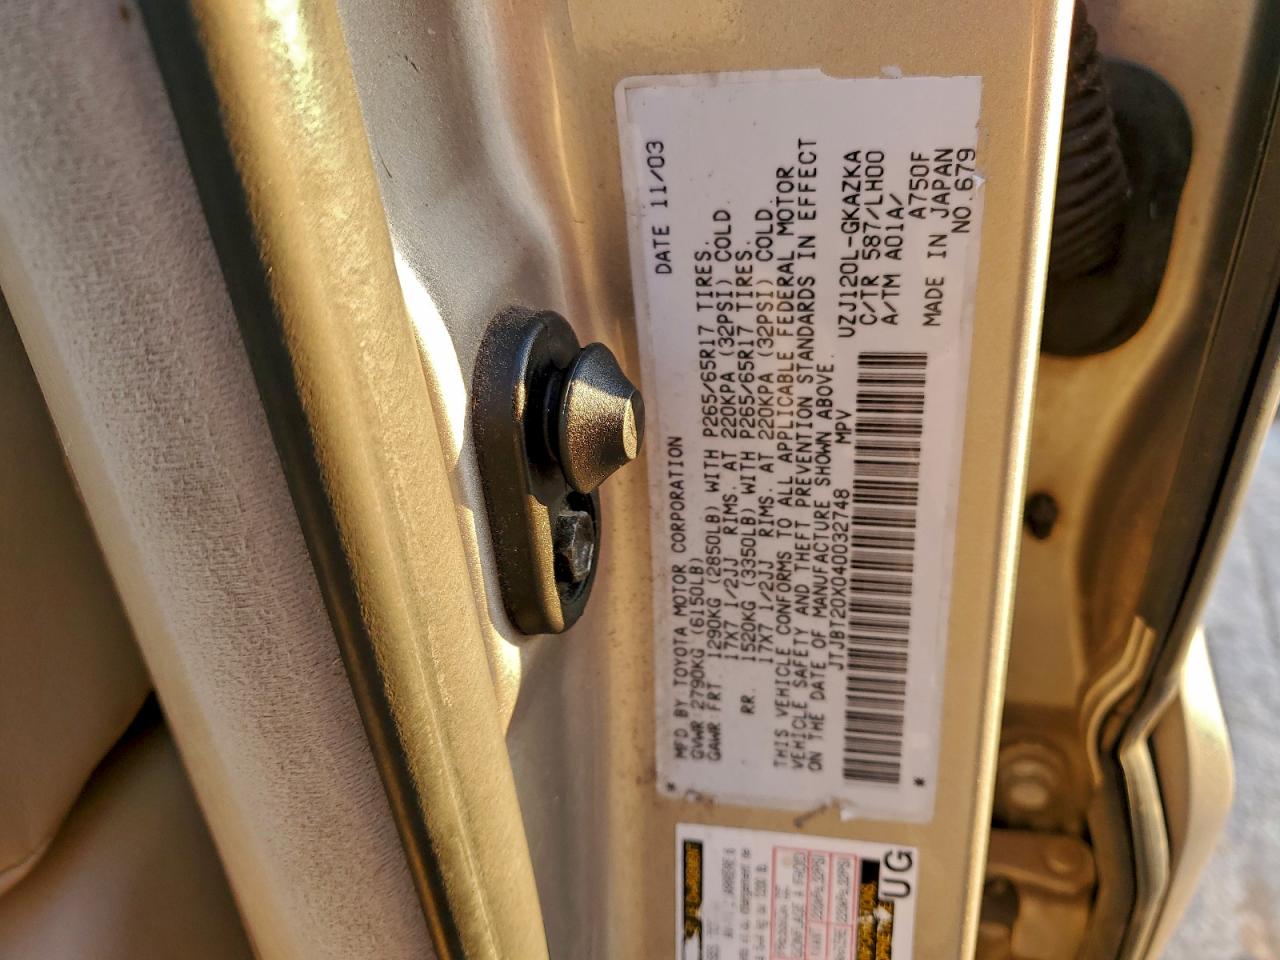 DATE 11/03
MFD BY TOYOTA MOTOR CORPORATION
GVWR 2790KG (6150LB)
GAWR FRT. 1290KG (2850LB) WITH P265/65R17 TIRES.
17X7 1/2JJ RIMS. AT 220KPA (32PSI) COLD.
RR. 1520KG (3350LB) WITH P265/65R17 TIRES.
17X7 1/2JJ RIMS. AT 220KPA (32PSI) COLD.
THIS VEHICLE CONFORMS TO ALL APPLICABLE FEDERAL MOTOR
VEHICLE SAFETY AND THEFT PREVENTION STANDARDS IN EFFECT
ON THE DATE OF MANUFACTURE SHOWN ABOVE.
JTJBT20X040032748 MPV
UZJ120L-GKAZKA
C/TR 587/LH00
A/TM A01A/ A750F
MADE IN JAPAN
NO.679
* *
UG